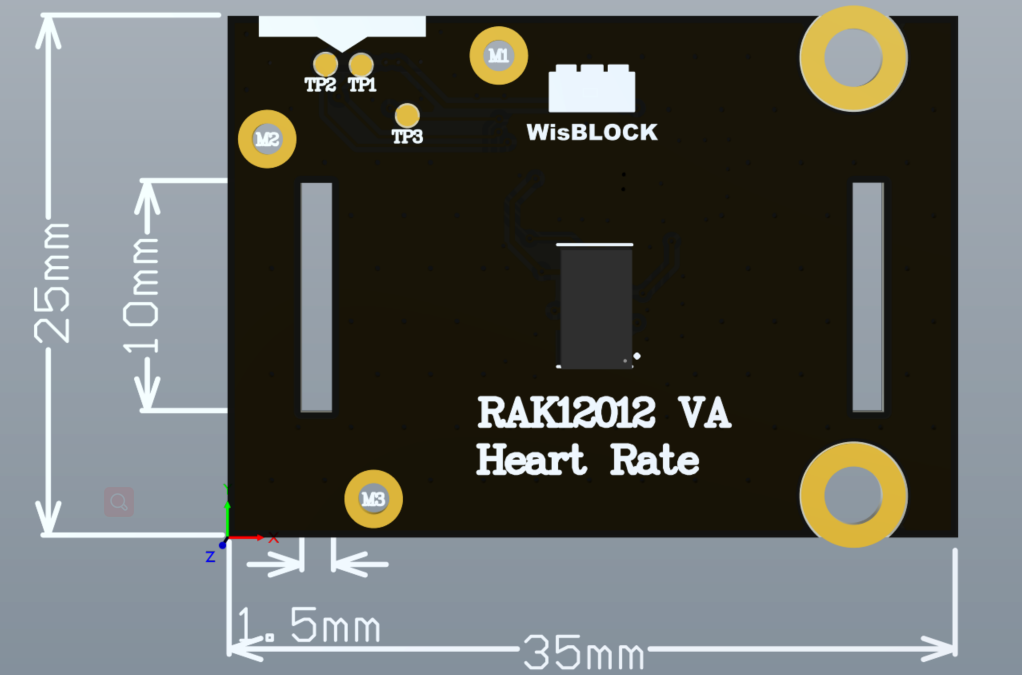 M1
TP2 TP1
TP3
WisBLOCK
M2
25mm
10mm
RAK12012 VA
Heart Rate
M3
X
Z
1.5mm
35mm